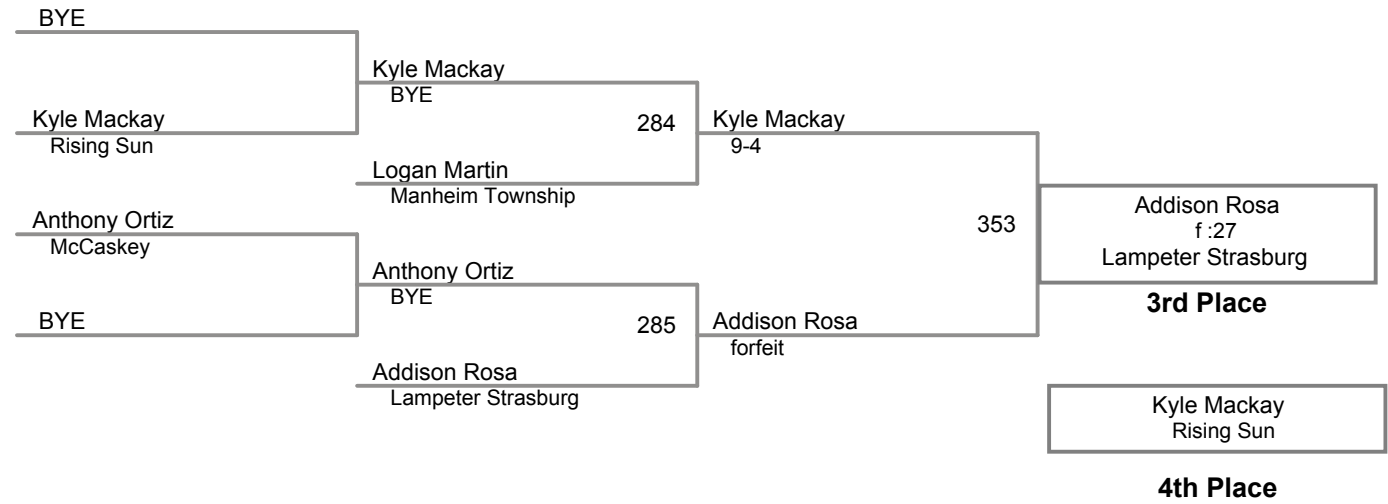 BYE
Kyle Mackay
Rising Sun
Anthony Ortiz
McCaskey
BYE
Kyle Mackay
BYE
284
Logan Martin
Manheim Township
Anthony Ortiz
BYE
285
Addison Rosa
Lampeter Strasburg
Kyle Mackay
9-4
353
Addison Rosa
forfeit
Addison Rosa
f :27
Lampeter Strasburg
3rd Place
Kyle Mackay
Rising Sun
4th Place